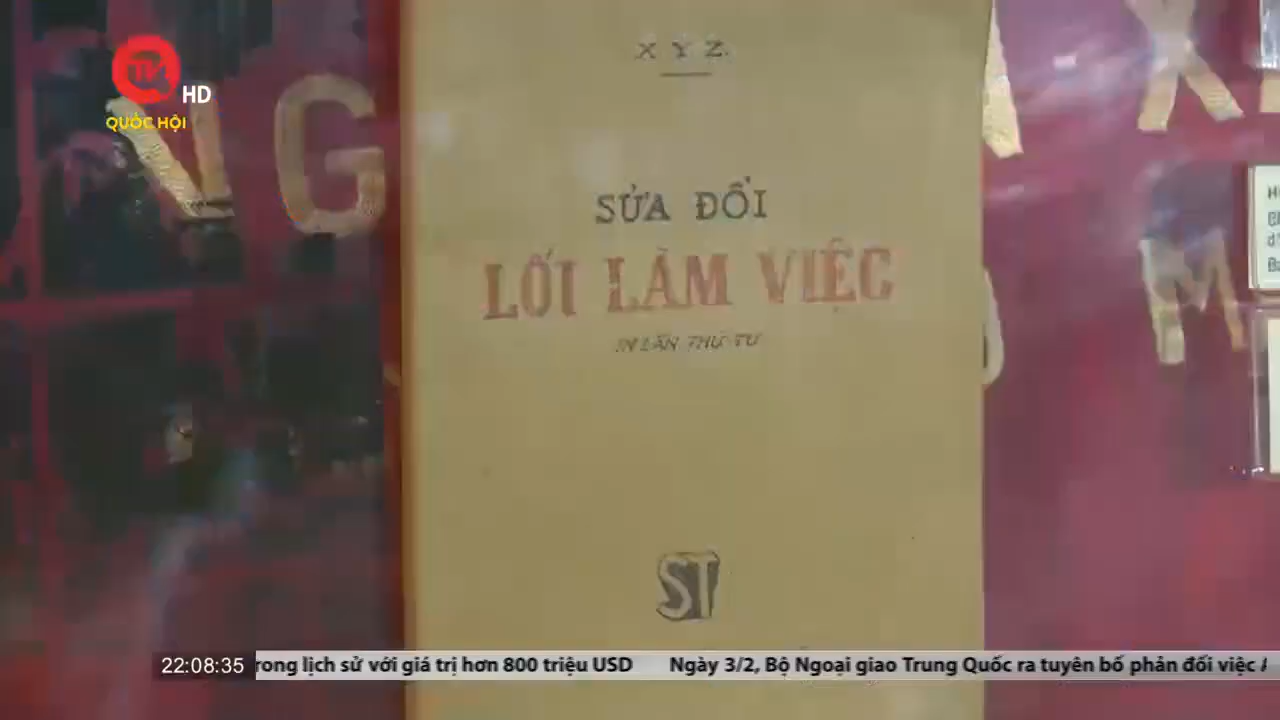 HD
QUỐC HỘI
NG
X Y Z.
SỬA ĐỔI
LỐI LÀM VIỆC
IN LẦN THỨ TƯ
ST
X
22:08:35
rong lịch sử với giá trị hơn 800 triệu USD
Ngày 3/2, Bộ Ngoại giao Trung Quốc ra tuyên bố phản đối việc